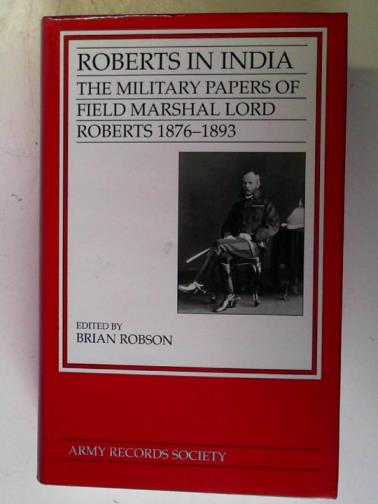 ROBERTS IN INDIA
THE MILITARY PAPERS OF
FIELD MARSHAL LORD
ROBERTS 1876–1893
EDITED BY
BRIAN ROBSON
ARMY RECORDS SOCIETY